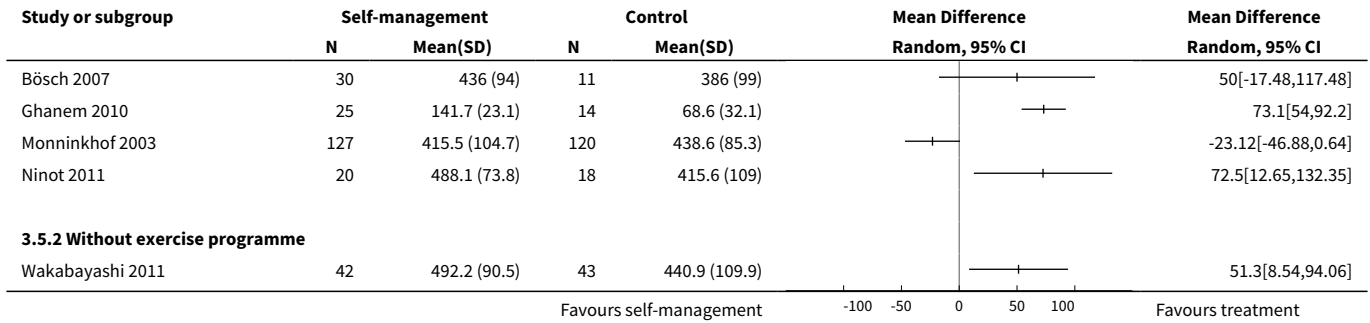 Study or subgroup Self-management Control Mean Difference Mean Difference
N Mean(SD) N Mean(SD) Random, 95% CI Random, 95% CI
Bösch 2007 30 436 (94) 11 386 (99) 50[-17.48,117.48]
Ghanem 2010 25 141.7 (23.1) 14 68.6 (32.1) 73.1[54,92.2]
Monninkhof 2003 127 415.5 (104.7) 120 438.6 (85.3) -23.12[-46.88,0.64]
Ninot 2011 20 488.1 (73.8) 18 415.6 (109) 72.5[12.65,132.35]
3.5.2 Without exercise programme
Wakabayashi 2011 42 492.2 (90.5) 43 440.9 (109.9) 51.3[8.54,94.06]
Favours self-management -100 -50 0 50 100 Favours treatment